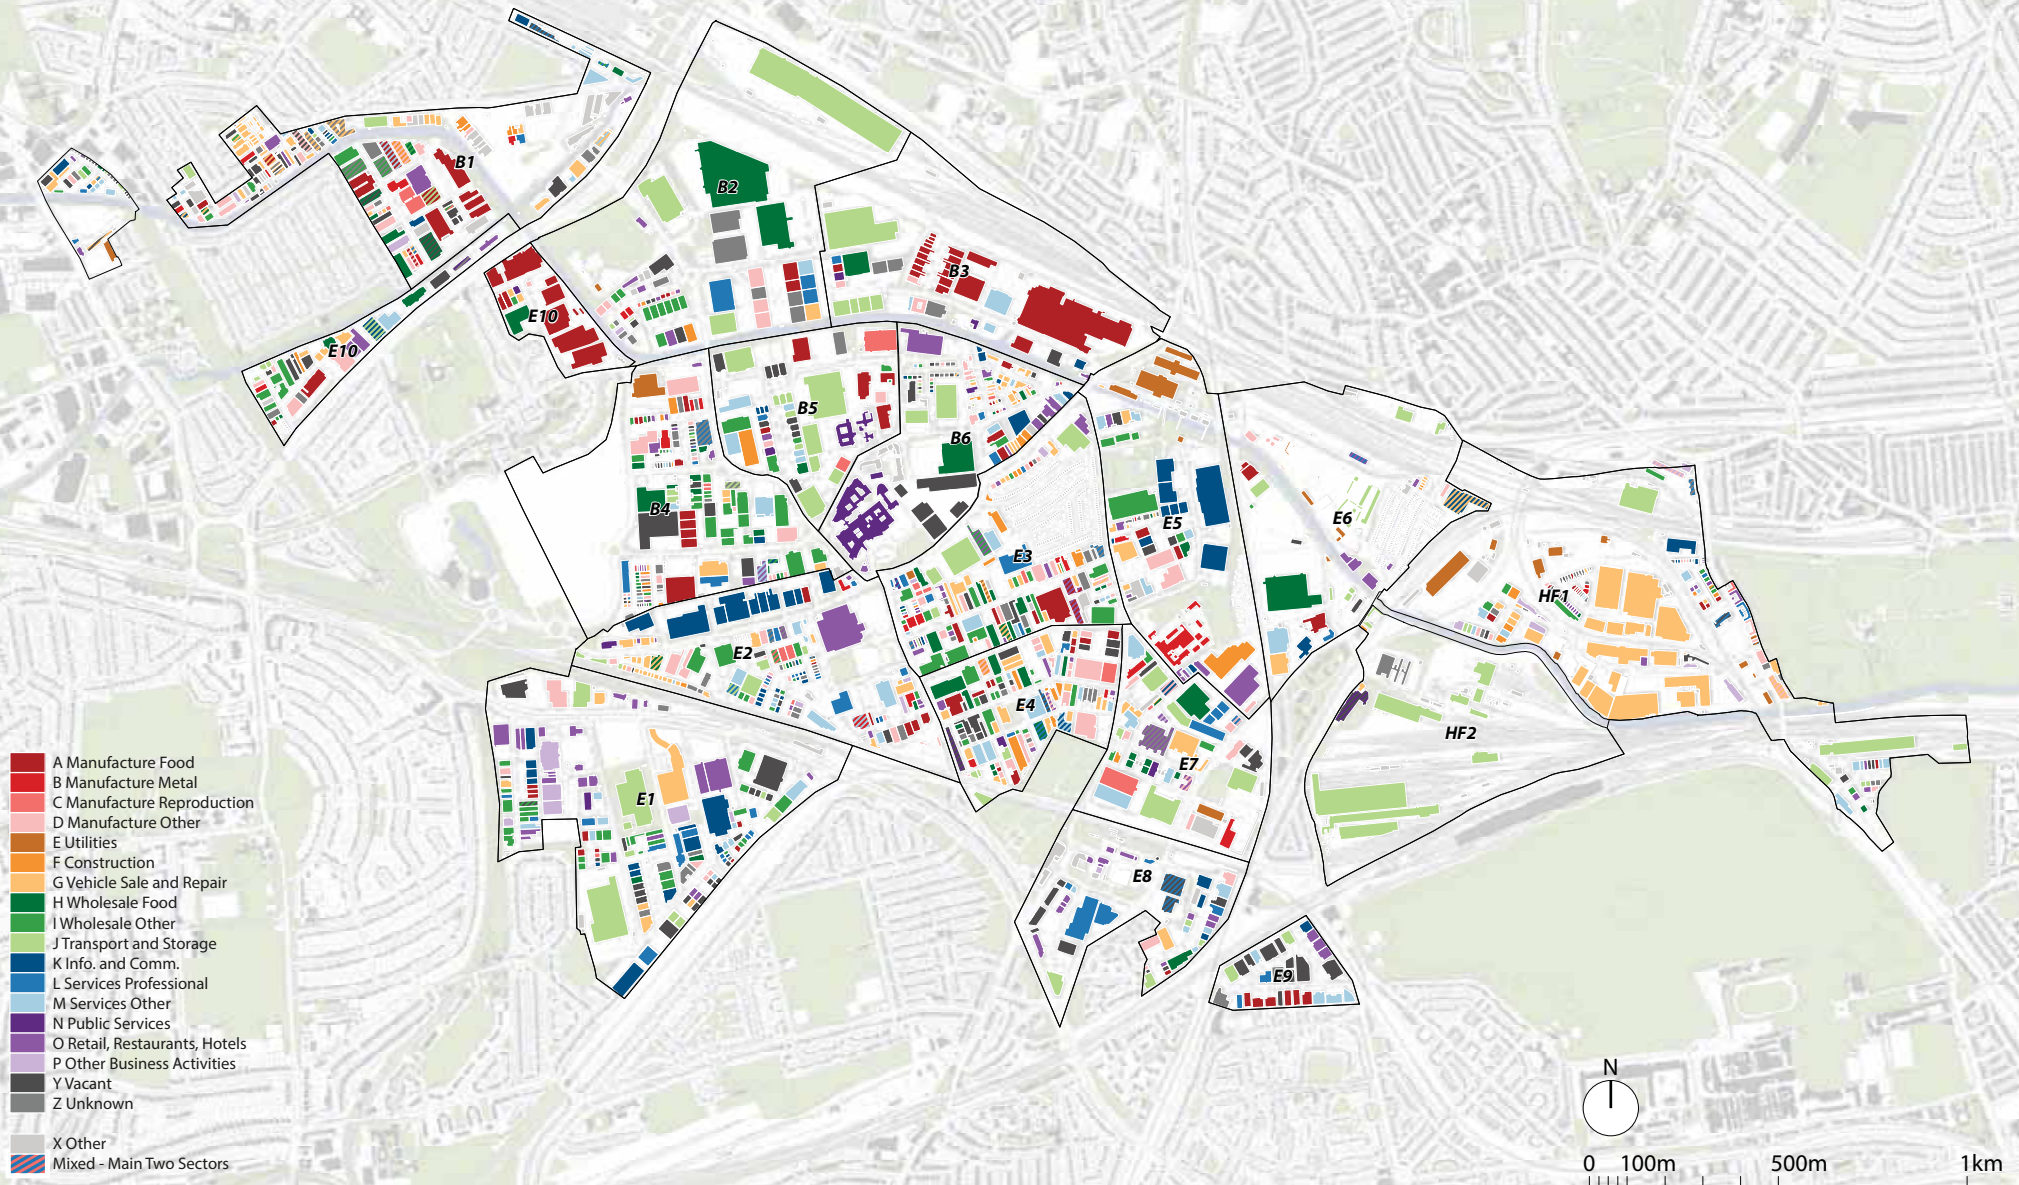 B1
B2
B3
E10
E10
B5
B6
B4
E5
E6
E3
HF1
E2
E4
HF2
E7
E1
E8
E9
A Manufacture Food
B Manufacture Metal
C Manufacture Reproduction
D Manufacture Other
E Utilities
F Construction
G Vehicle Sale and Repair
H Wholesale Food
I Wholesale Other
J Transport and Storage
K Info. and Comm.
L Services Professional
M Services Other
N Public Services
O Retail, Restaurants, Hotels
P Other Business Activities
Y Vacant
Z Unknown
X Other
Mixed - Main Two Sectors
N
0 100m 500m 1km